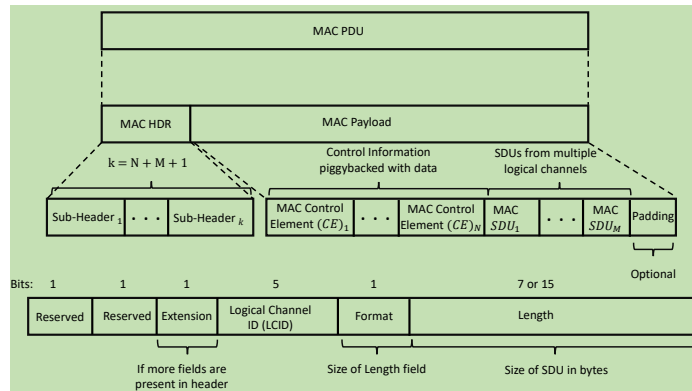 MAC PDU
MAC HDR
MAC Payload
k = N + M + 1
Control Information
piggybacked with data
SDUs from multiple
logical channels
Sub-Header 1
· · ·
Sub-Header k
MAC Control
Element (CE)1
· · ·
MAC Control
Element (CE)N
MAC
SDU1
· · ·
MAC
SDUM
Padding
Optional
Bits: 1 1 1 5 1 7 or 15
Reserved
Reserved
Extension
Logical Channel
ID (LCID)
Format
Length
If more fields are
present in header
Size of Length field
Size of SDU in bytes